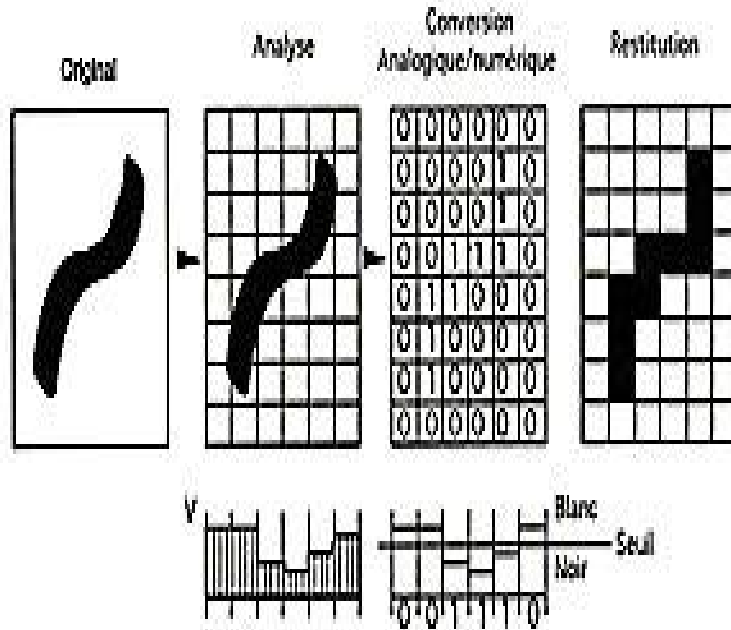 Original
Analyse
Conversion
Analogique/numérique
Restitution
0 0 0 0 0 0
0 0 0 0 1 0
0 0 0 0 1 0
0 0 1 1 1 0
0 1 1 0 0 0
0 1 0 0 0 0
0 1 0 0 0 0
0 0 0 0 0 0
V
Blanc
Seuil
Noir
0 0 1 1 1 0